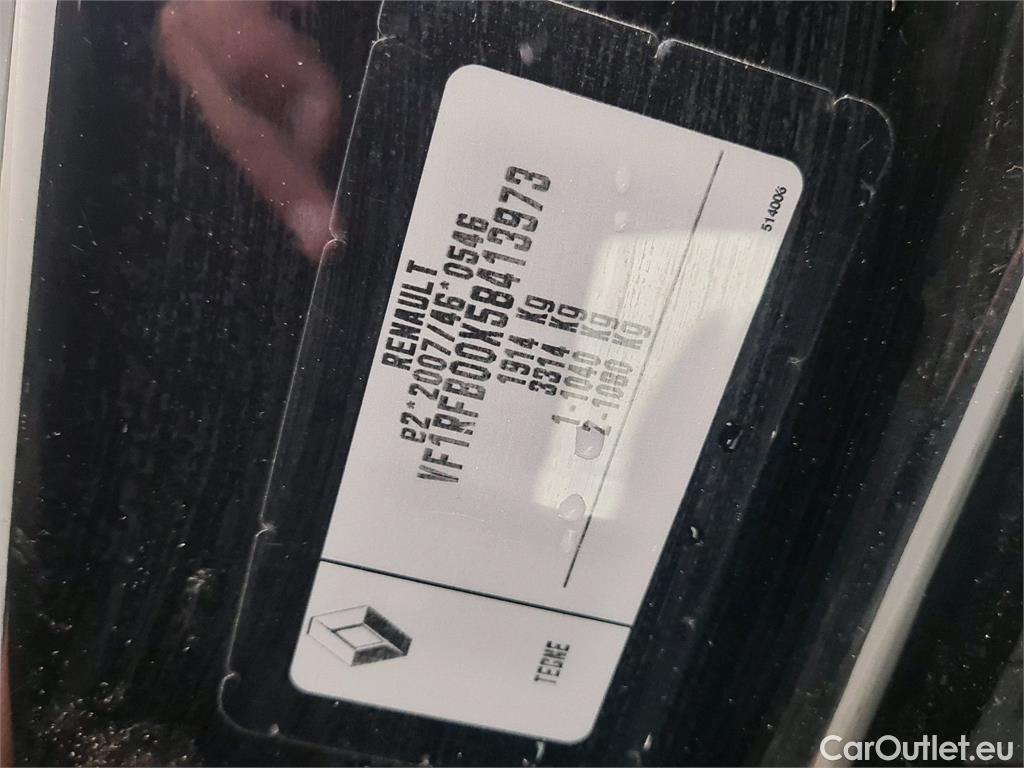 RENAULT
e2*2007/46*0546
VF1RFB00X58413973
1914 Kg
3314 Kg
1-1040 Kg
2-1080 Kg
514006
TEGNE
CarOutlet.eu